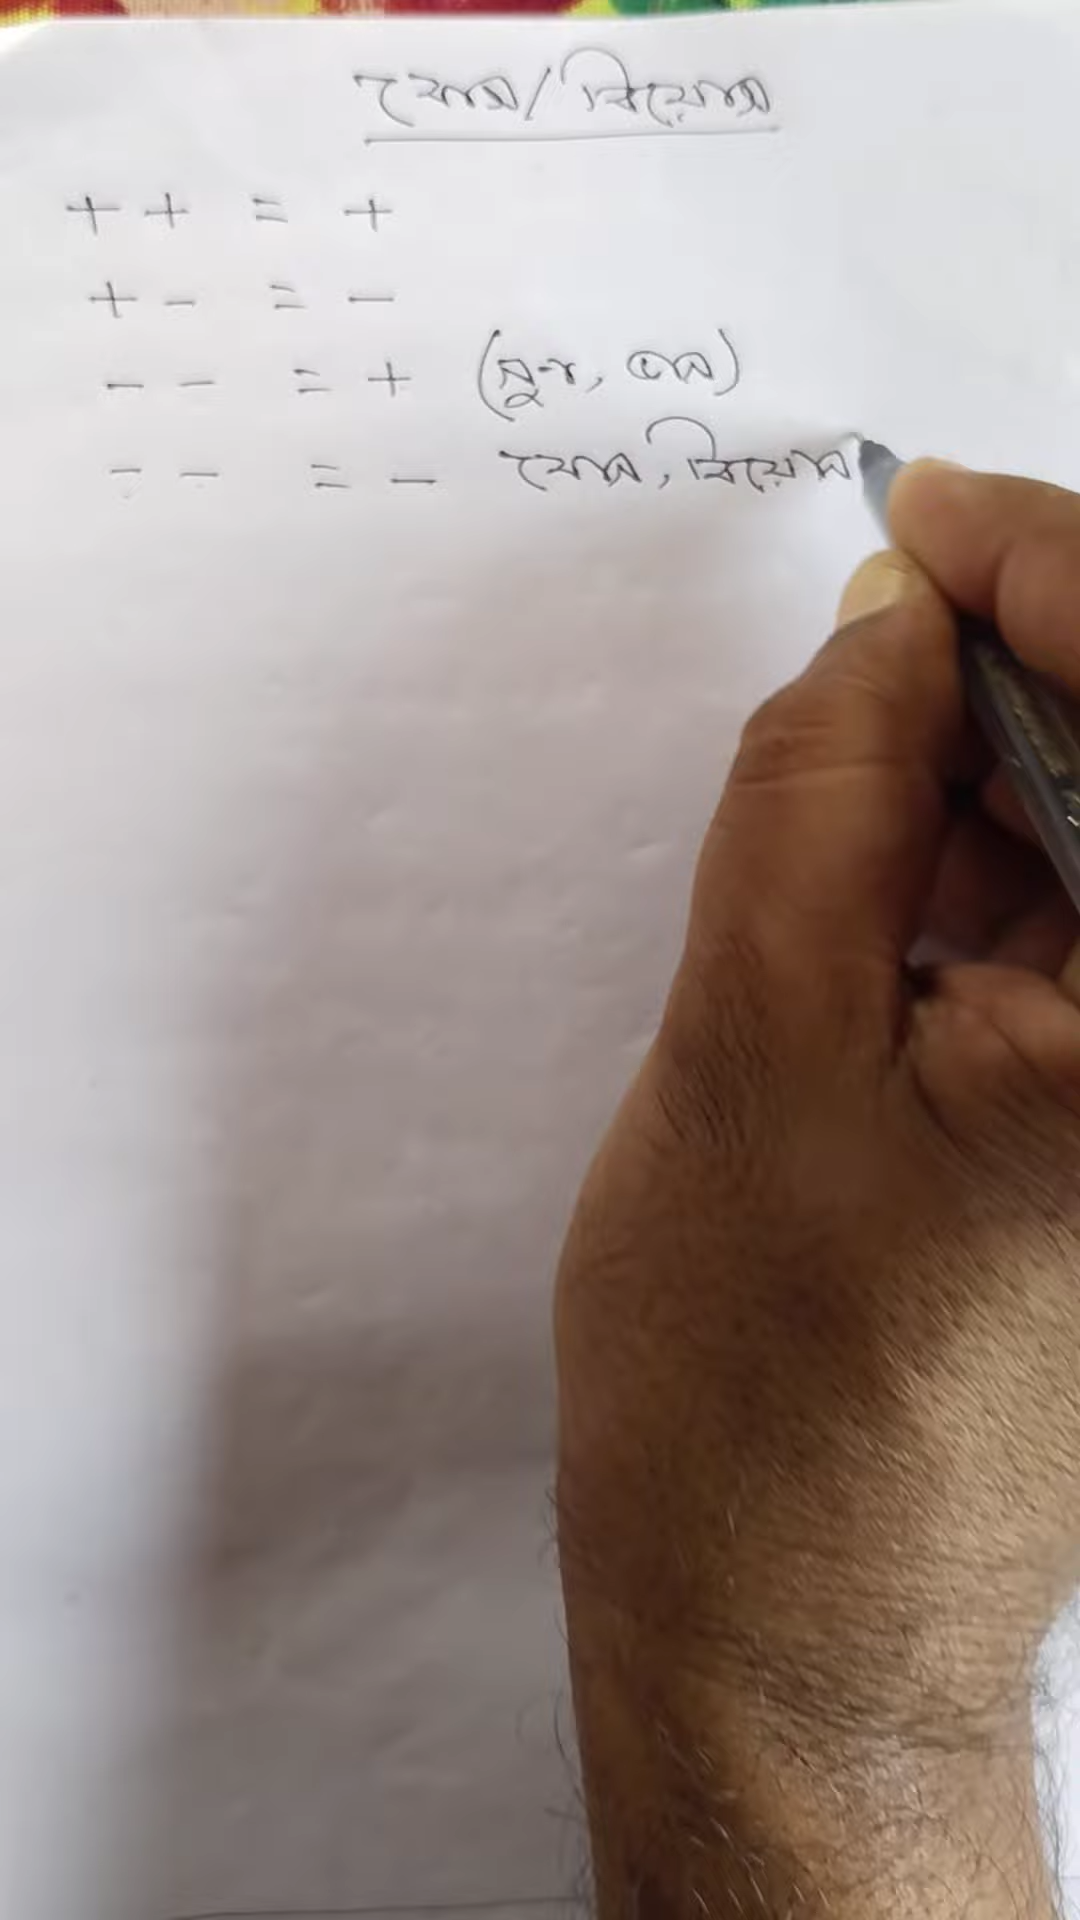 যোগ/বিয়োগ
+ + = +
+ - = -
- - = + (গুণ, ভাগ)
- - = - যোগ, বিয়োগ